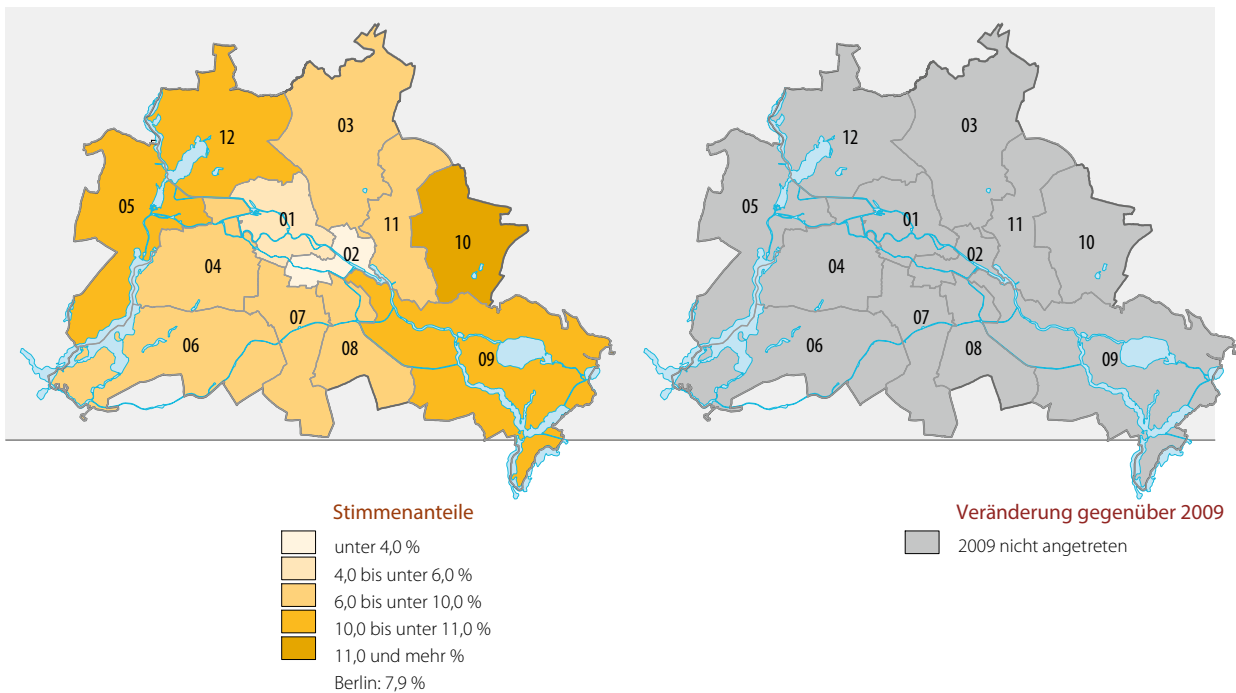 12
03
05
01
11
02
10
04
07
06
08
09
Stimmenanteile
unter 4,0 %
4,0 bis unter 6,0 %
6,0 bis unter 10,0 %
10,0 bis unter 11,0 %
11,0 und mehr %
Berlin: 7,9 %
12
03
05
01
11
02
10
04
07
06
08
09
Veränderung gegenüber 2009
2009 nicht angetreten